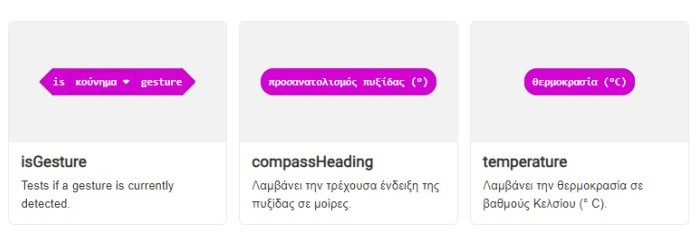 is κούνημα gesture
προσανατολισμός πυξίδας (°)
θερμοκρασία (°C)
isGesture
Tests if a gesture is currently
detected.
compassHeading
Λαμβάνει την τρέχουσα ένδειξη της
πυξίδας σε μοίρες.
temperature
Λαμβάνει την θερμοκρασία σε
βαθμούς Κελσίου (° C).